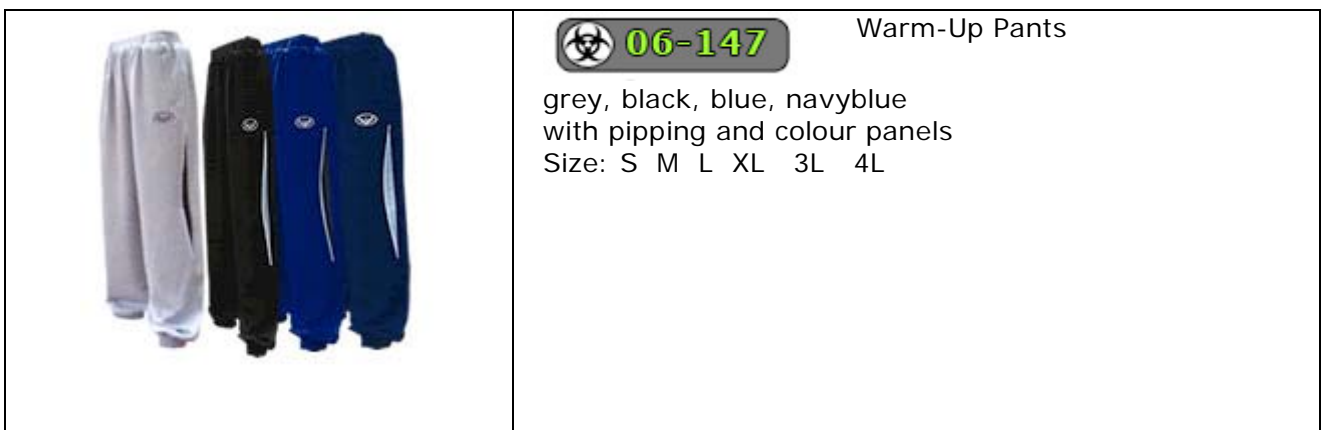 06-147 Warm-Up Pants
grey, black, blue, navyblue
with pipping and colour panels
Size: S M L XL 3L 4L